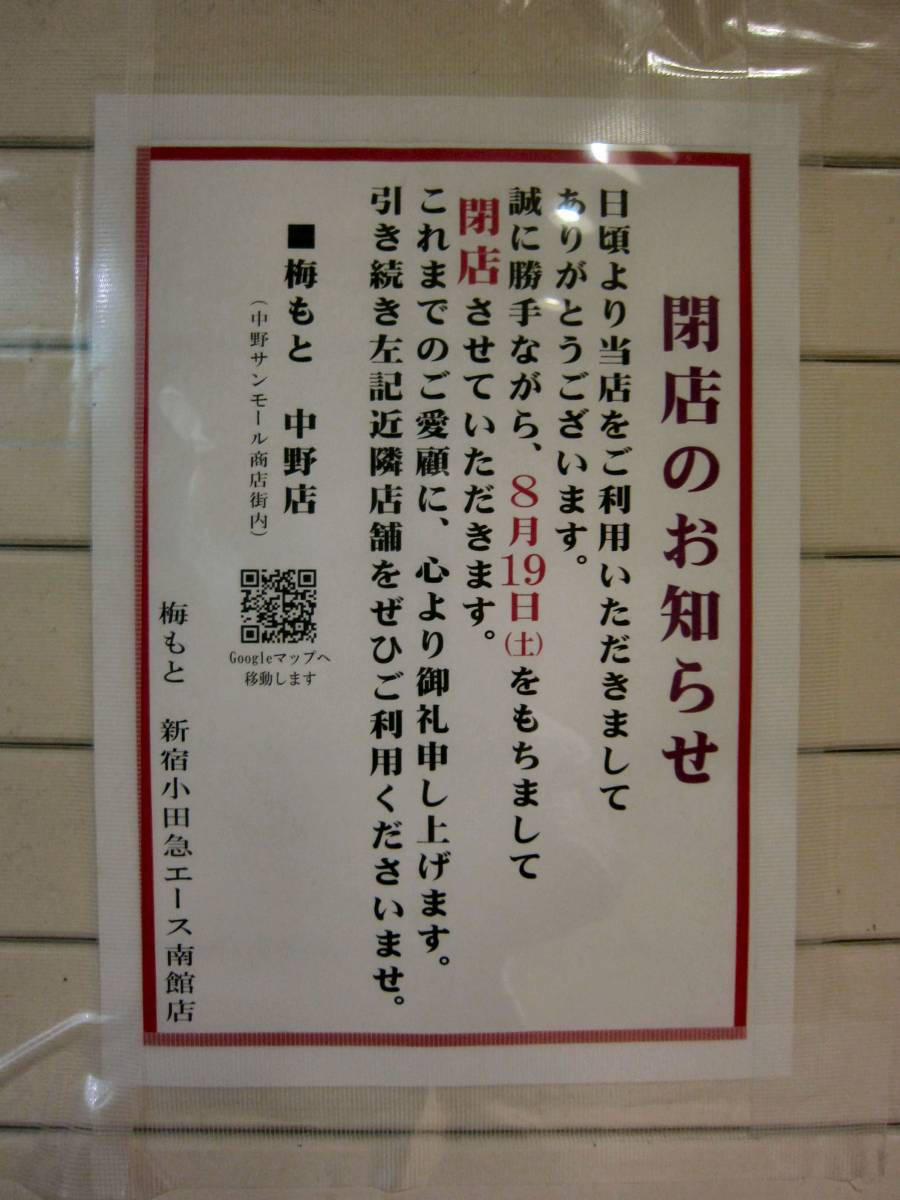 閉店のお知らせ
日頃より当店をご利用いただきまして
ありがとうございます。
誠に勝手ながら、8月19日(土)をもちまして
閉店させていただきます。
これまでのご愛顧に、心より御礼申し上げます。
引き続き左記近隣店舗をぜひご利用くださいませ。
■梅もと 中野店
(中野サンモール商店街内)
Googleマップへ
移動します
梅もと 新宿小田急エース南館店